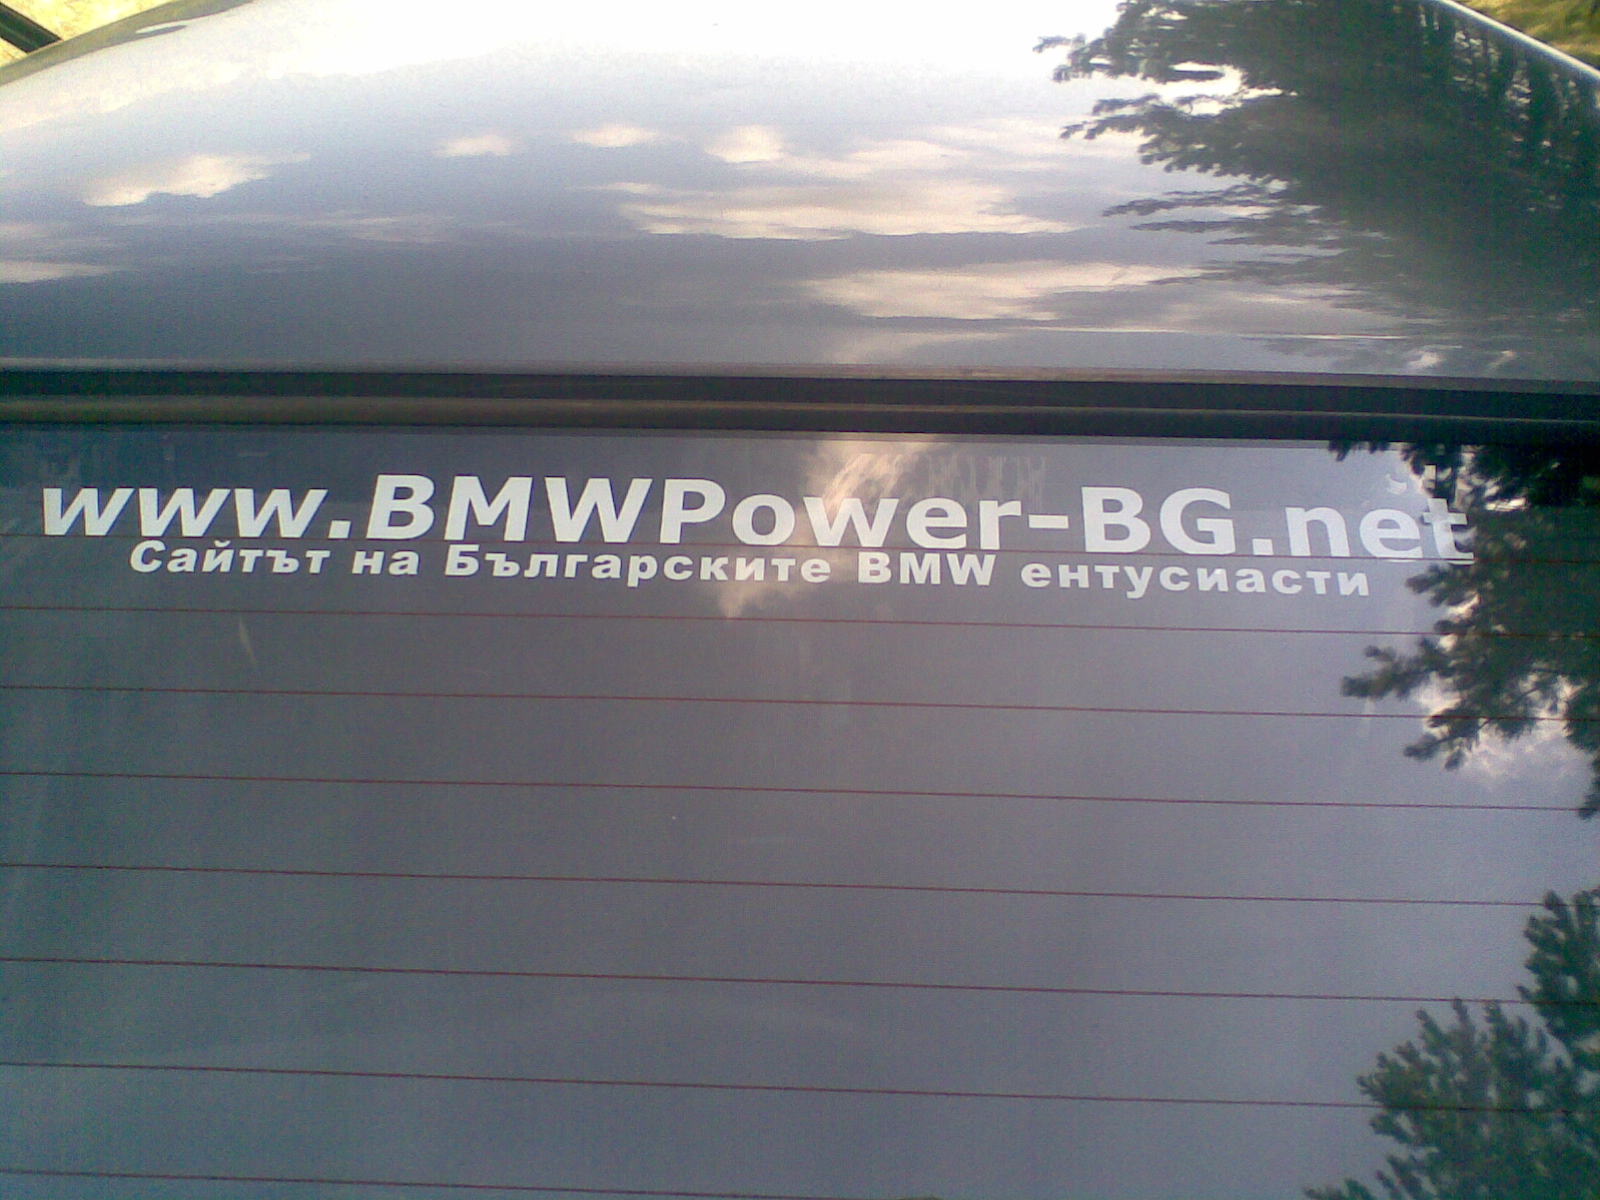 www.BMWPower-BG.net
Сайтът на Българските BMW ентусиасти